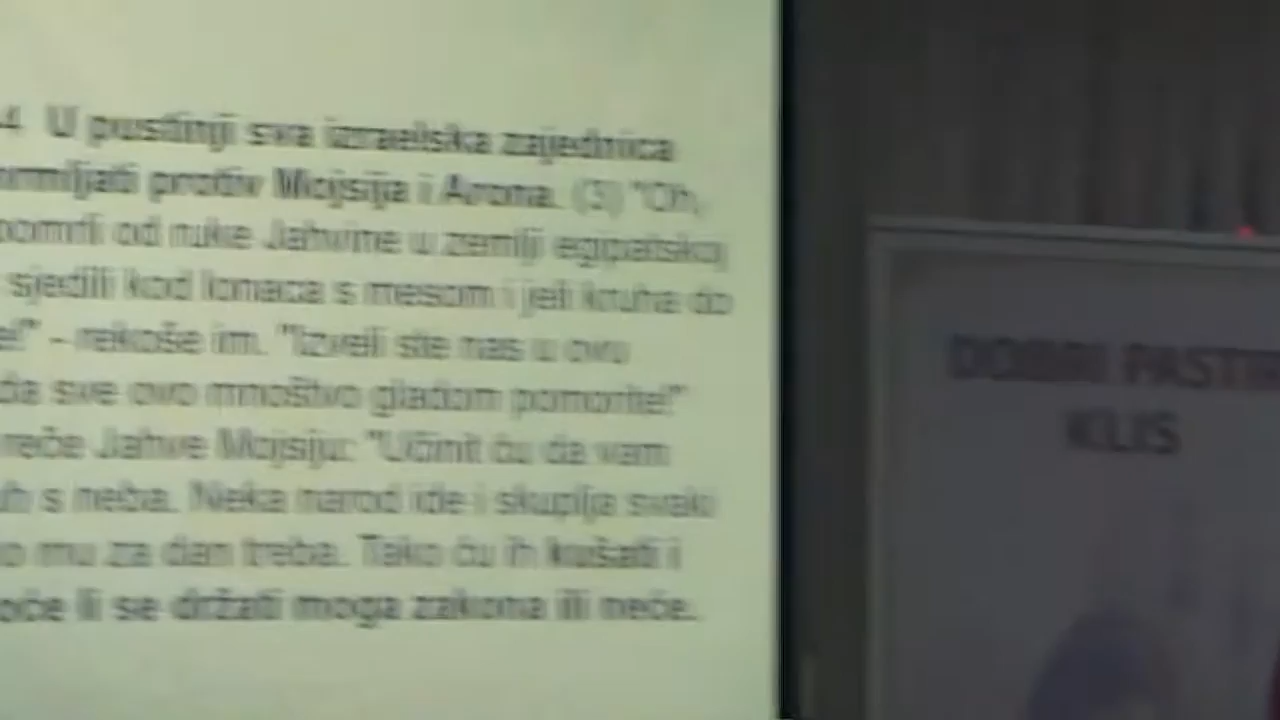 4 U pustinji sva izraelska zajednica
protiv Mojsija i Arona. (3) "Oh,
pomrli od ruke Jahvine u zemlji egipatskoj
sjedili kod lonaca s mesom i jeli kruha do
- rekoše im. "Izveli ste nas u ovu
da sve ovo mnoštvo gladom pomorite!"
reče Jahve Mojsiju: "Učinit ću da vam
s neba. Neka narod ide i skuplja svaki
mu za dan treba. Tako ću ih kušati i
li se držati moga zakona ili neće.
DOBRI PASTIR
KLIS